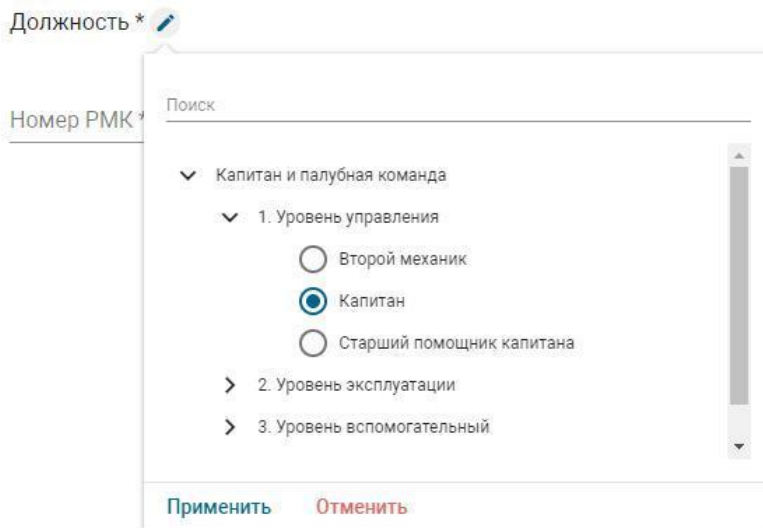 Должность *
Поиск
Номер РМК *
Капитан и палубная команда
1. Уровень управления
Второй механик
Капитан
Старший помощник капитана
2. Уровень эксплуатации
3. Уровень вспомогательный
Применить Отменить